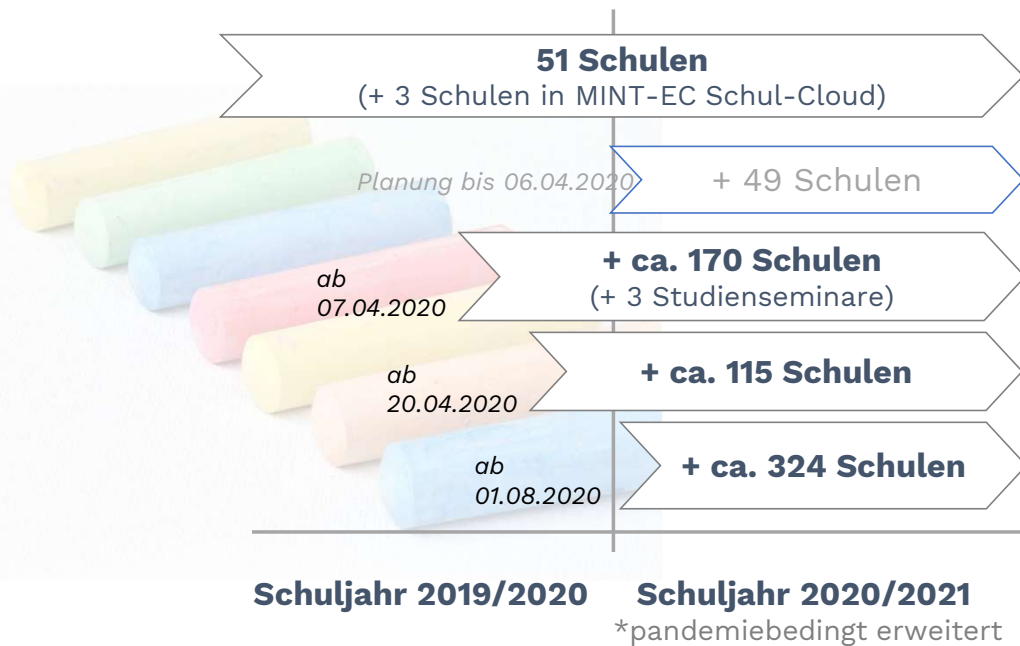 51 Schulen
(+ 3 Schulen in MINT-EC Schul-Cloud)
Planung bis 06.04.2020
+ 49 Schulen
ab
07.04.2020
+ ca. 170 Schulen
(+ 3 Studienseminare)
ab
20.04.2020
+ ca. 115 Schulen
ab
01.08.2020
+ ca. 324 Schulen
Schuljahr 2019/2020
Schuljahr 2020/2021
*pandemiebedingt erweitert